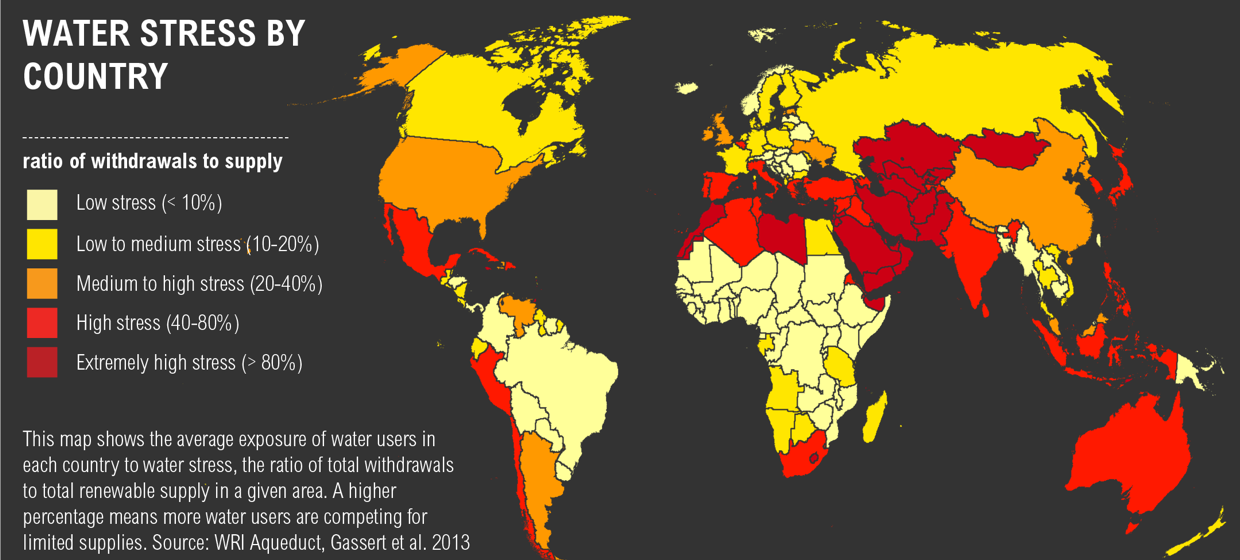 WATER STRESS BY
COUNTRY
ratio of withdrawals to supply
Low stress (< 10%)
Low to medium stress (10-20%)
Medium to high stress (20-40%)
High stress (40-80%)
Extremely high stress (> 80%)
This map shows the average exposure of water users in
each country to water stress, the ratio of total withdrawals
to total renewable supply in a given area. A higher
percentage means more water users are competing for
limited supplies. Source: WRI Aqueduct, Gassert et al. 2013